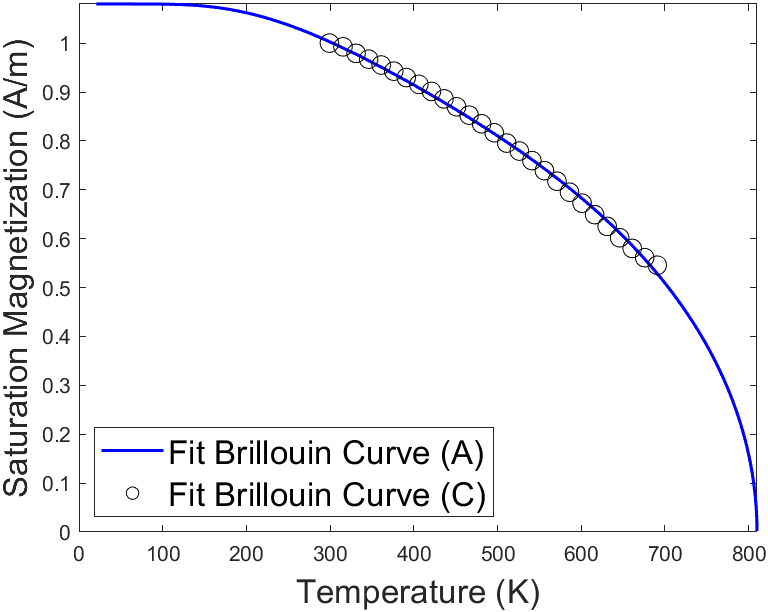 Saturation Magnetization (A/m)
1
0.9
0.8
0.7
0.6
0.5
0.4
0.3
0.2
0.1
0
Fit Brillouin Curve (A)
Fit Brillouin Curve (C)
0 100 200 300 400 500 600 700 800
Temperature (K)